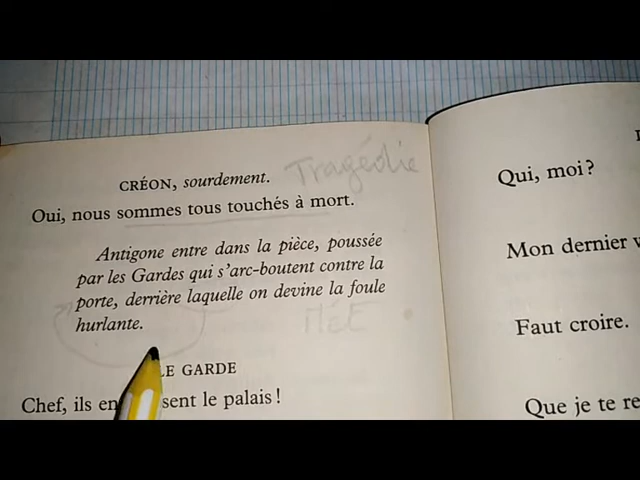 CRÉON, sourdement. Tragédie
Oui, nous sommes tous touchés à mort.
Antigone entre dans la pièce, poussée
par les Gardes qui s'arc-boutent contre la
porte, derrière laquelle on devine la foule
hurlante.
LE GARDE
Chef, ils en sent le palais !
Qui, moi ?
Mon dernier
Faut croire.
Que je te